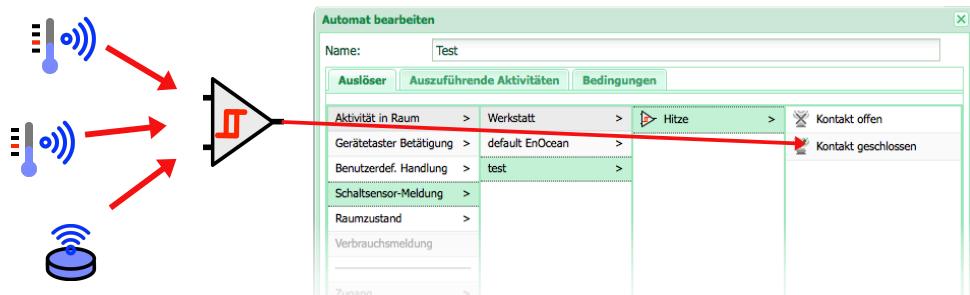 Automat bearbeiten
Name: Test
Auslöser Auszuführende Aktivitäten Bedingungen
Aktivität in Raum > Werkstatt > Hitze > Kontakt offen
Gerätetaster Betätigung > default EnOcean > Kontakt geschlossen
Benutzerdef. Handlung > test >
Schaltsensor-Meldung >
Raumzustand >
Verbrauchsmeldung
Zugang >